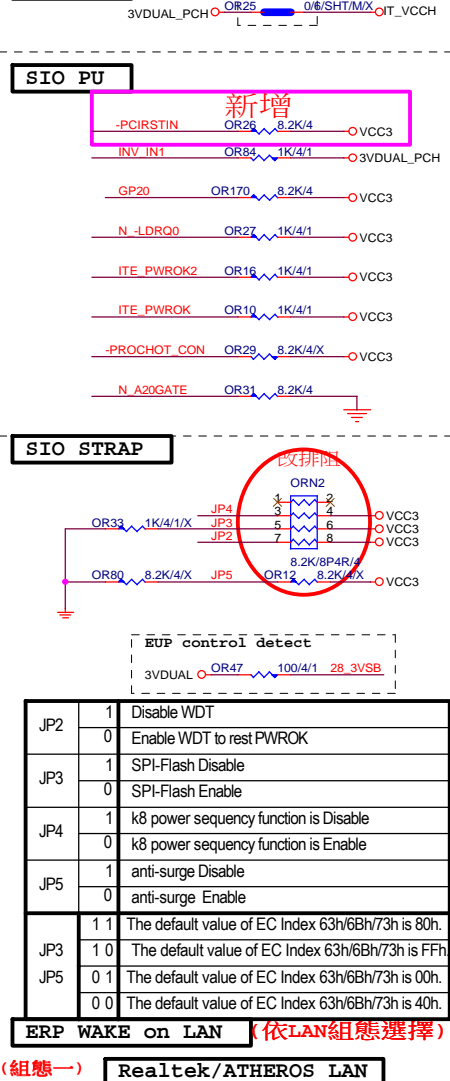 3VDUAL_PCH OR25 0/6/SHT/M/X IT_VCCH
SIO PU
新增
-PCIRSTIN OR26 8.2K/4 VCC3
INV_IN1 OR84 1K/4/1 3VDUAL_PCH
GP20 OR170 8.2K/4 VCC3
N_-LDRQ0 OR27 1K/4/1 VCC3
ITE_PWROK2 OR16 1K/4/1 VCC3
ITE_PWROK OR10 1K/4/1 VCC3
-PROCHOT_CON OR29 8.2K/4/X VCC3
N_A20GATE OR31 8.2K/4
SIO STRAP
改排阻
ORN2
1 2
JP4 3 4 VCC3
OR33 1K/4/1/X JP3 5 6 VCC3
JP2 7 8 VCC3
8.2K/8P4R/4
OR80 8.2K/4/X JP5 OR12 8.2K/4/X VCC3
EUP control detect
3VDUAL OR47 100/4/1 28_3VSB
JP2 1 Disable WDT
0 Enable WDT to rest PWROK
JP3 1 SPI-Flash Disable
0 SPI-Flash Enable
JP4 1 k8 power sequency function is Disable
0 k8 power sequency function is Enable
JP5 1 anti-surge Disable
0 anti-surge Enable
JP3 JP5 1 1 The default value of EC Index 63h/6Bh/73h is 80h.
1 0 The default value of EC Index 63h/6Bh/73h is FFh.
0 1 The default value of EC Index 63h/6Bh/73h is 00h.
0 0 The default value of EC Index 63h/6Bh/73h is 40h.
ERP WAKE on LAN (依LAN組態選擇)
(組態一) Realtek/ATHEROS LAN